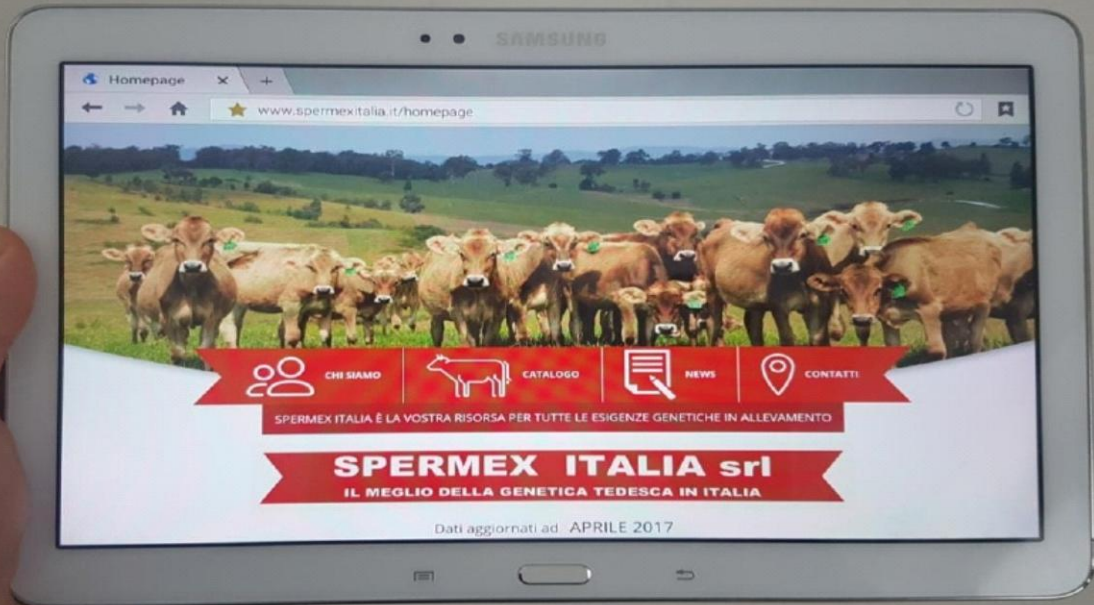 SAMSUNG
Homepage
www.spermexitalia.it/homepage
CHI SIAMO CATALOGO NEWS CONTATTI
SPERMEX ITALIA È LA VOSTRA RISORSA PER TUTTE LE ESIGENZE GENETICHE IN ALLEVAMENTO
SPERMEX ITALIA srl
IL MEGLIO DELLA GENETICA TEDESCA IN ITALIA
Dati aggiornati ad APRILE 2017